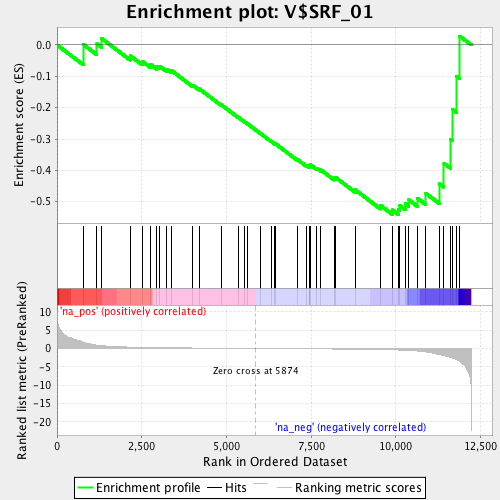 Enrichment plot: V$SRF_01
Enrichment score (ES)
0.0
-0.1
-0.2
-0.3
-0.4
-0.5
'na_pos' (positively correlated)
Ranked list metric (PreRanked)
10
5
0
-5
-10
-15
-20
Zero cross at 5874
'na_neg' (negatively correlated)
0
2,500
5,000
7,500
10,000
12,500
Rank in Ordered Dataset
Enrichment profile
Hits
Ranking metric scores